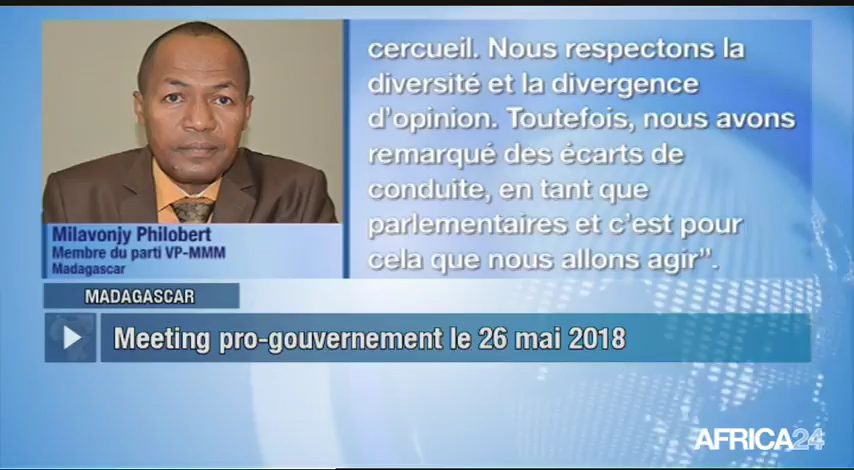 cercueil. Nous respectons la
diversité et la divergence
d'opinion. Toutefois, nous avons
remarqué des écarts de
conduite, en tant que
parlementaires et c'est pour
cela que nous allons agir".
Milavonjy Philobert
Membre du parti VP-MMM
Madagascar
MADAGASCAR
Meeting pro-gouvernement le 26 mai 2018
AFRICA24